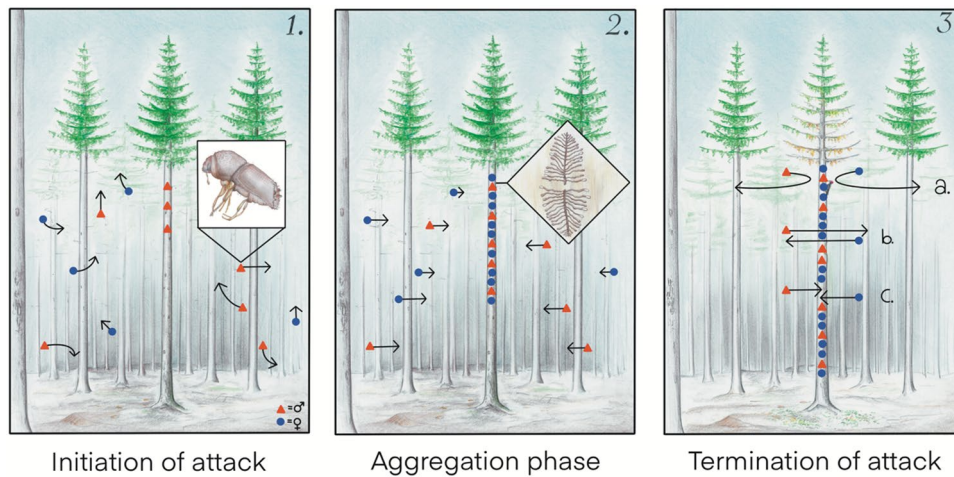 1.
2.
3
=♂
=♀
a.
b.
c.
Initiation of attack
Aggregation phase
Termination of attack